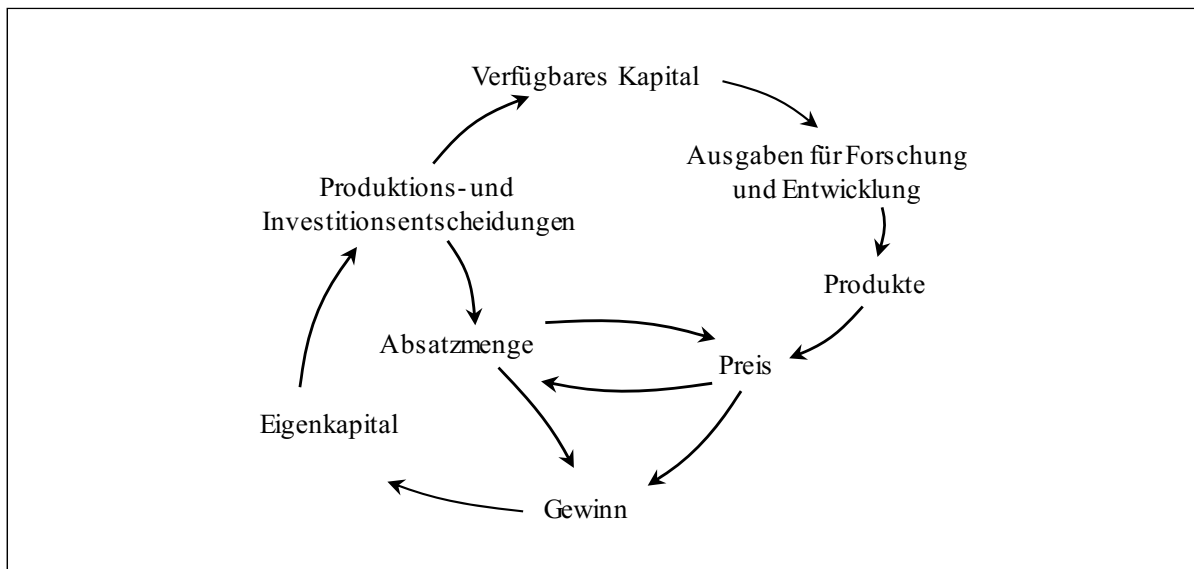 Verfügbares Kapital
Ausgaben für Forschung
und Entwicklung
Produktions- und
Investitionsentscheidungen
Produkte
Absatzmenge
Preis
Eigenkapital
Gewinn